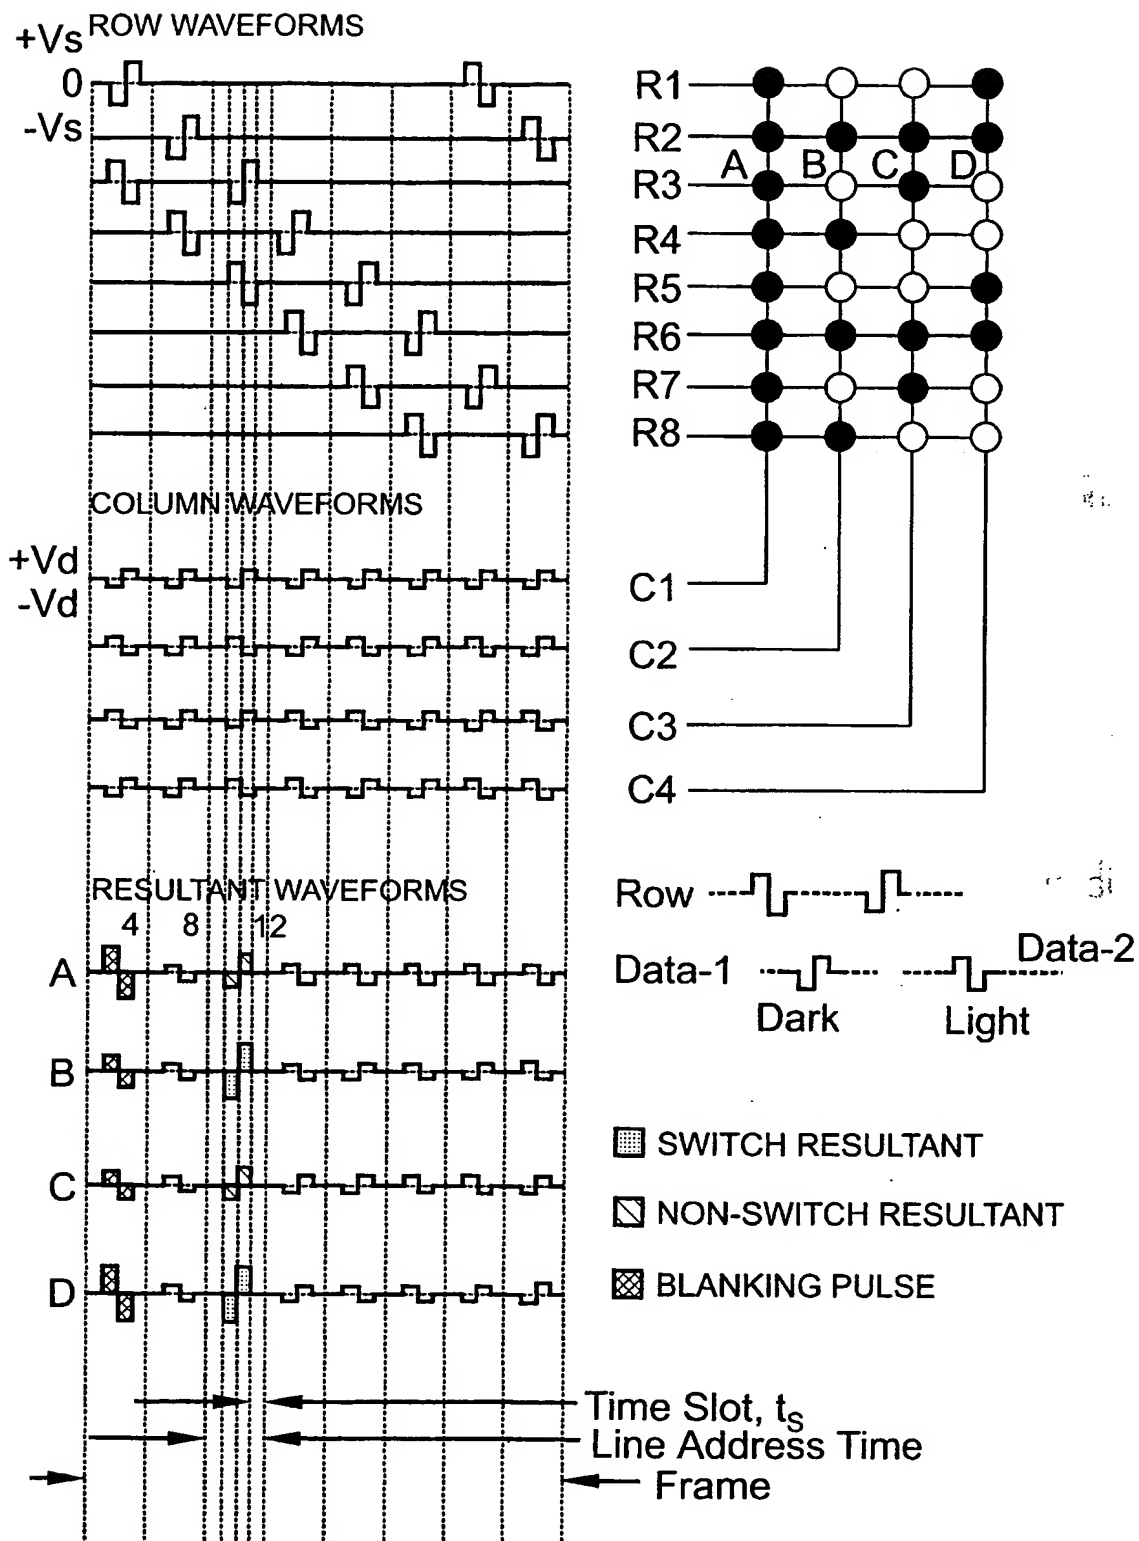 ROW WAVEFORMS
+Vs
0
-Vs
R1
R2
A B C D
R3
R4
R5
R6
R7
R8
COLUMN WAVEFORMS
+Vd
-Vd
C1
C2
C3
C4
RESULTANT WAVEFORMS
4 8 12
A
B
C
D
Row
Data-1
Data-2
Dark Light
SWITCH RESULTANT
NON-SWITCH RESULTANT
BLANKING PULSE
Time Slot, ts
Line Address Time
Frame